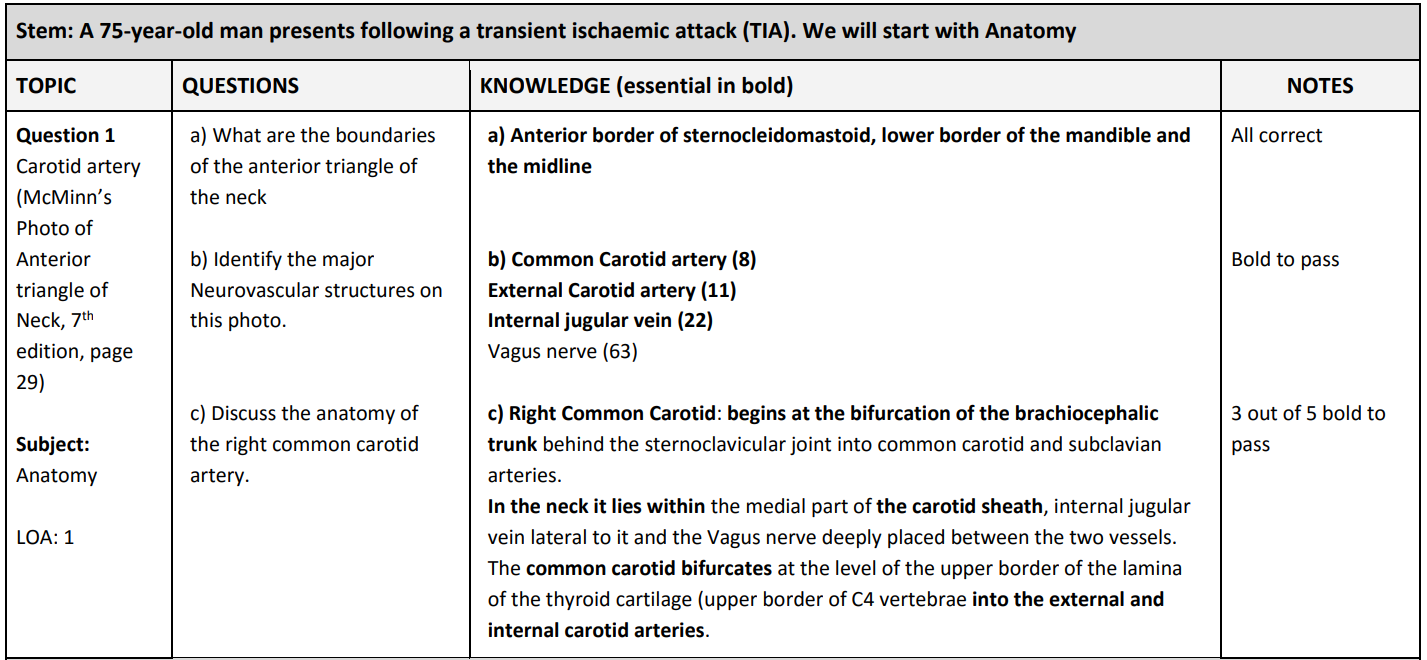 Stem: A 75-year-old man presents following a transient ischaemic attack (TIA). We will start with Anatomy
TOPIC
QUESTIONS
KNOWLEDGE (essential in bold)
NOTES
Question 1
Carotid artery
(McMinn’s
Photo of
Anterior
triangle of
Neck, 7th
edition, page
29)
Subject:
Anatomy
LOA: 1
a) What are the boundaries
of the anterior triangle of
the neck
b) Identify the major
Neurovascular structures on
this photo.
c) Discuss the anatomy of
the right common carotid
artery.
a) Anterior border of sternocleidomastoid, lower border of the mandible and
the midline
b) Common Carotid artery (8)
External Carotid artery (11)
Internal jugular vein (22)
Vagus nerve (63)
c) Right Common Carotid: begins at the bifurcation of the brachiocephalic
trunk behind the sternoclavicular joint into common carotid and subclavian
arteries.
In the neck it lies within the medial part of the carotid sheath, internal jugular
vein lateral to it and the Vagus nerve deeply placed between the two vessels.
The common carotid bifurcates at the level of the upper border of the lamina
of the thyroid cartilage (upper border of C4 vertebrae into the external and
internal carotid arteries.
All correct
Bold to pass
3 out of 5 bold to
pass